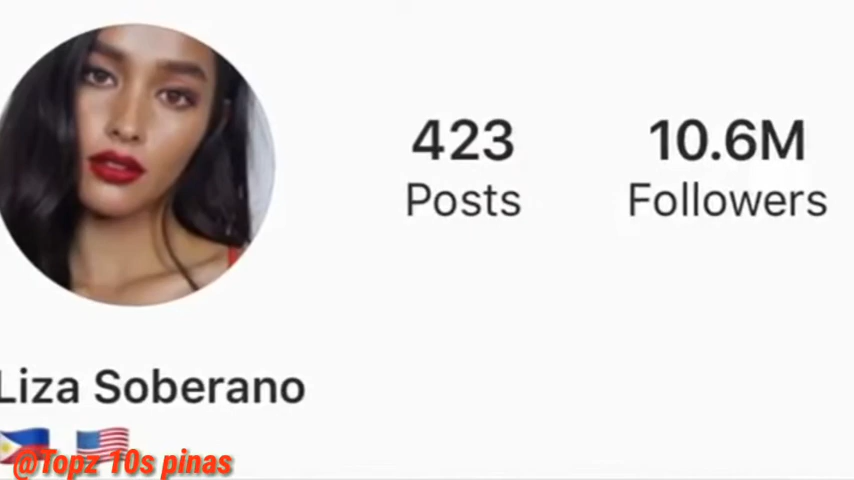 423
Posts
10.6M
Followers
Liza Soberano
@Topz 10s pinas